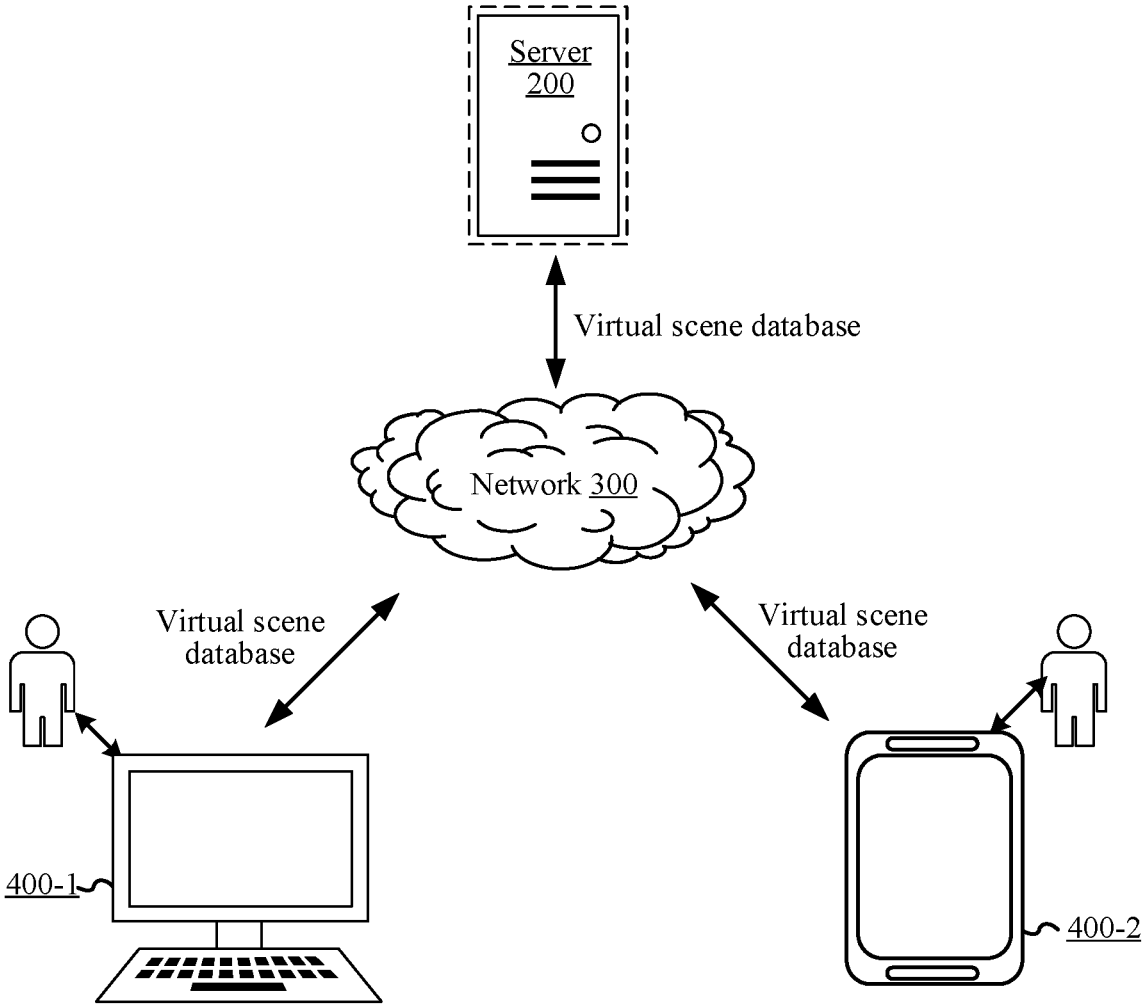 Server
200
Virtual scene database
Network 300
Virtual scene
database
Virtual scene
database
400-1
400-2